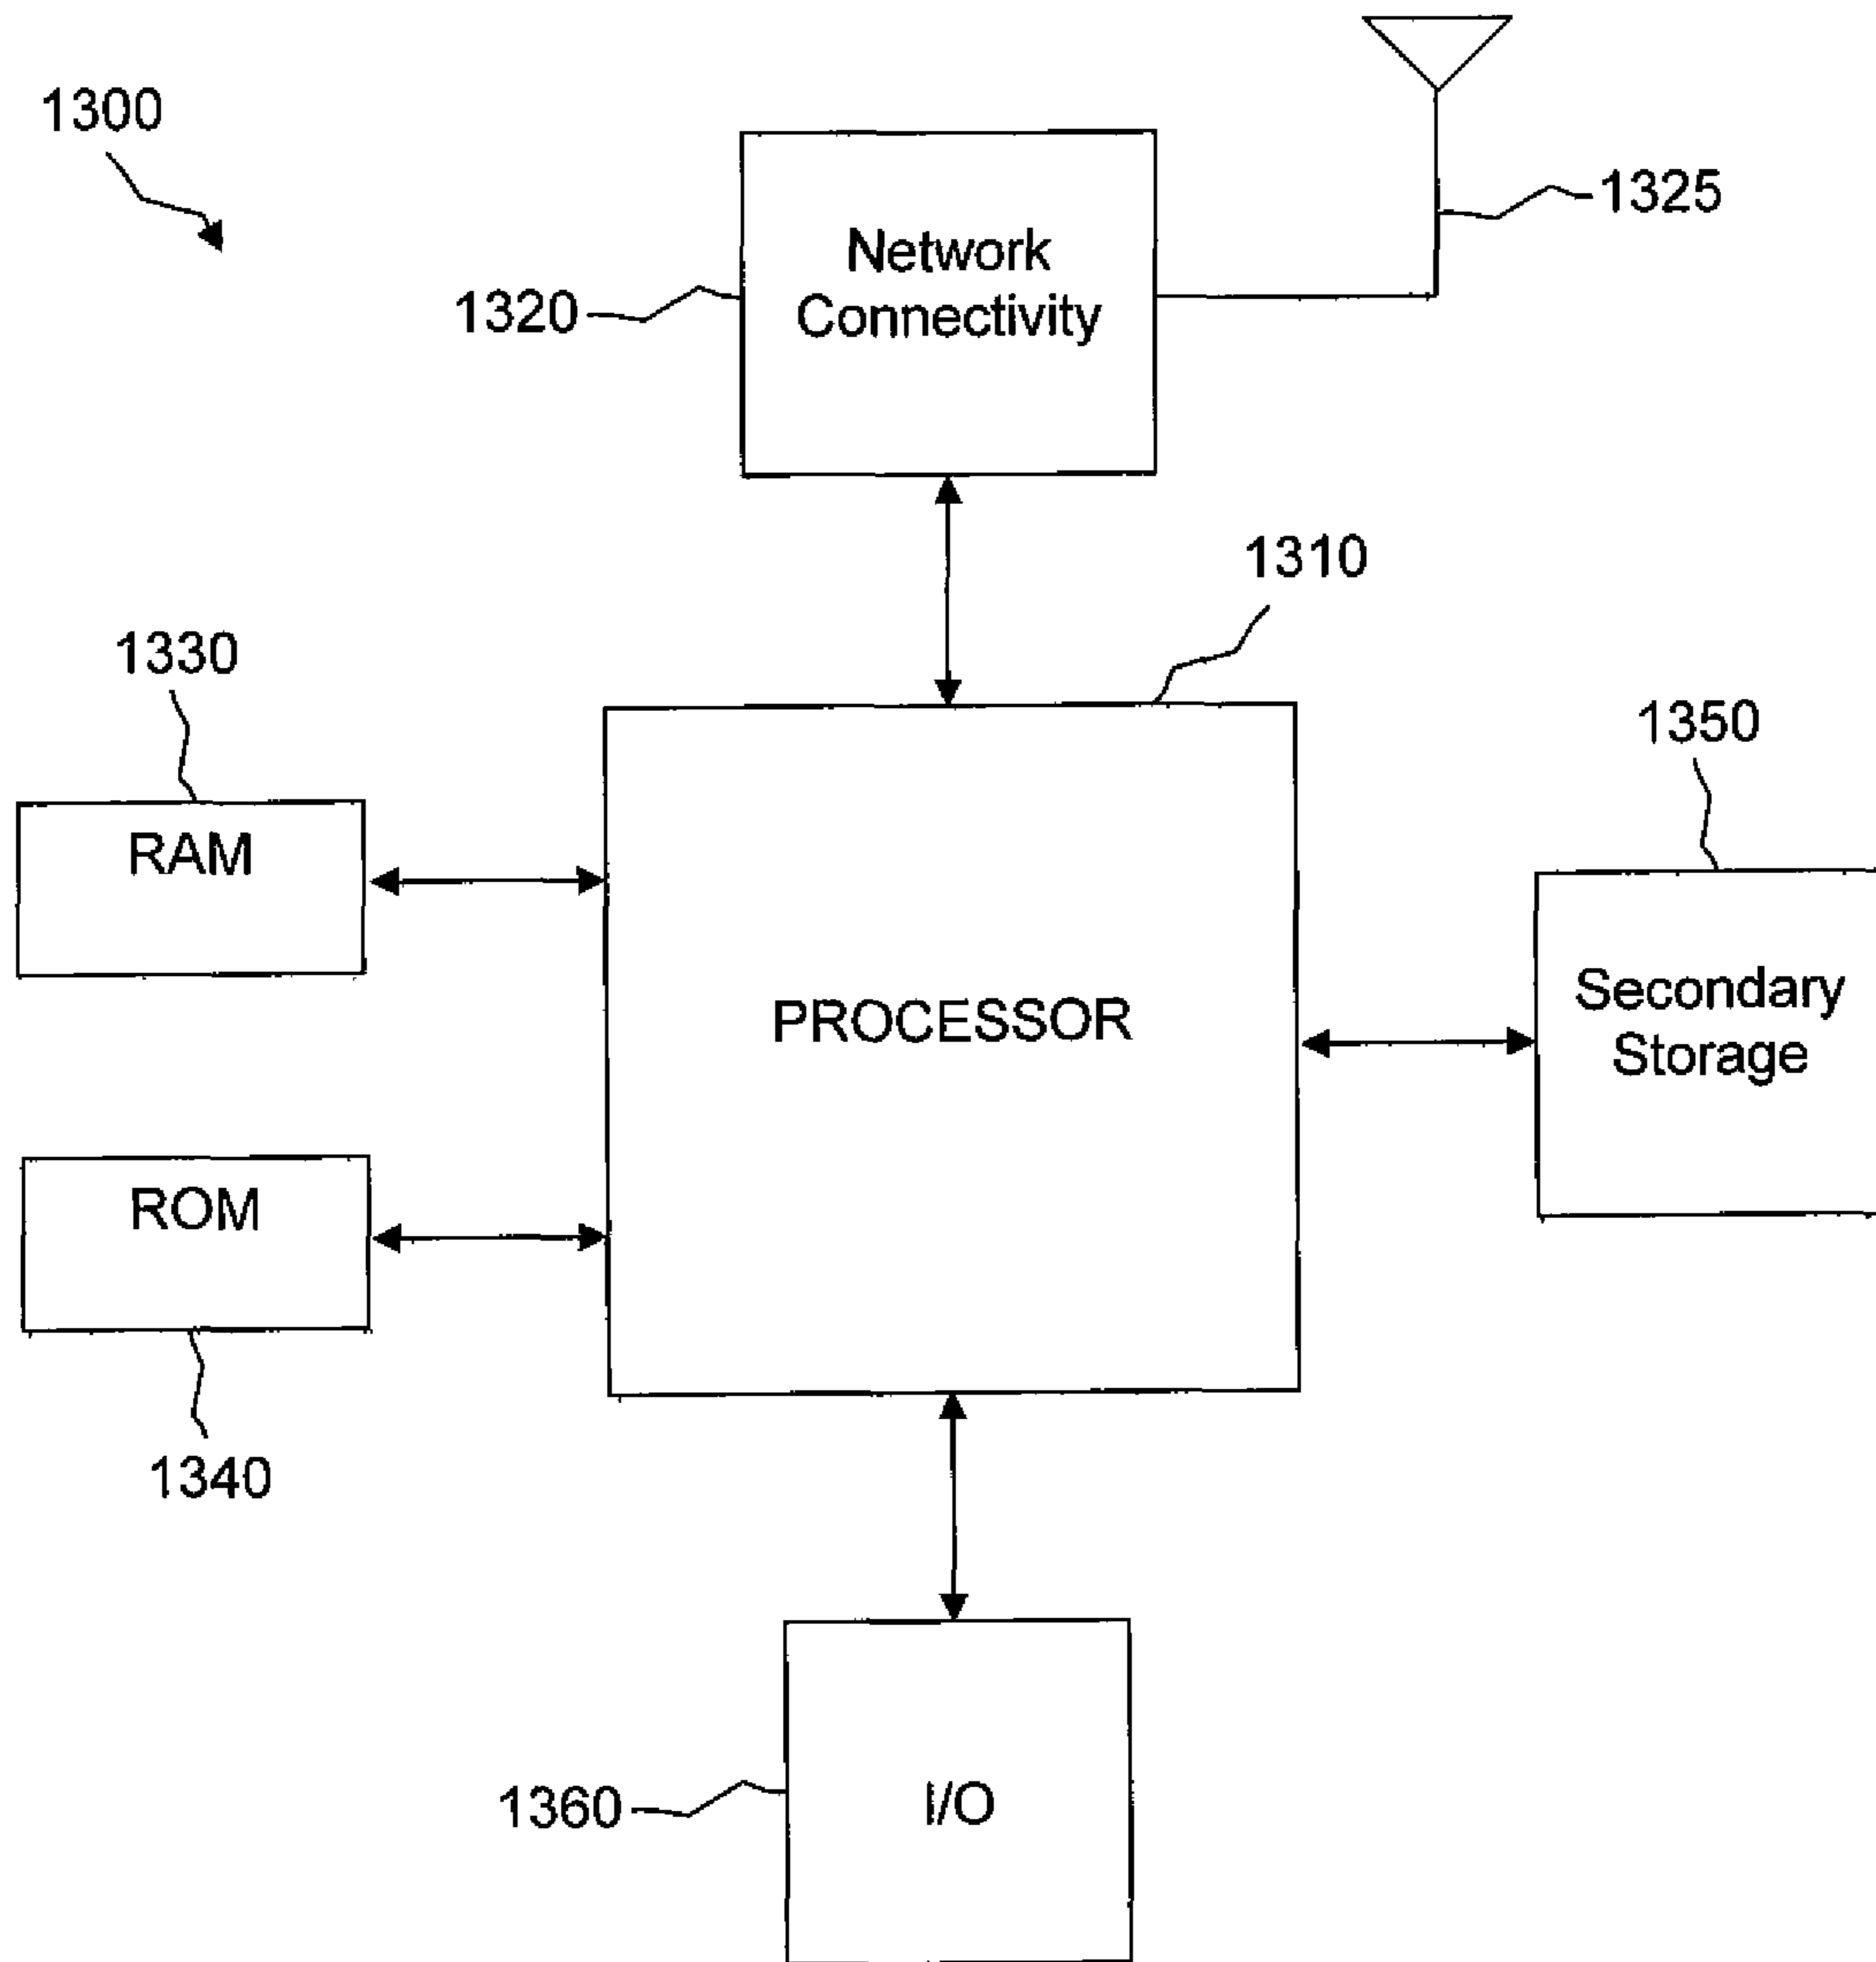 1300
1325
Network
Connectivity
1320
1310
1330
1350
RAM
PROCESSOR
Secondary
Storage
ROM
1340
1360
I/O